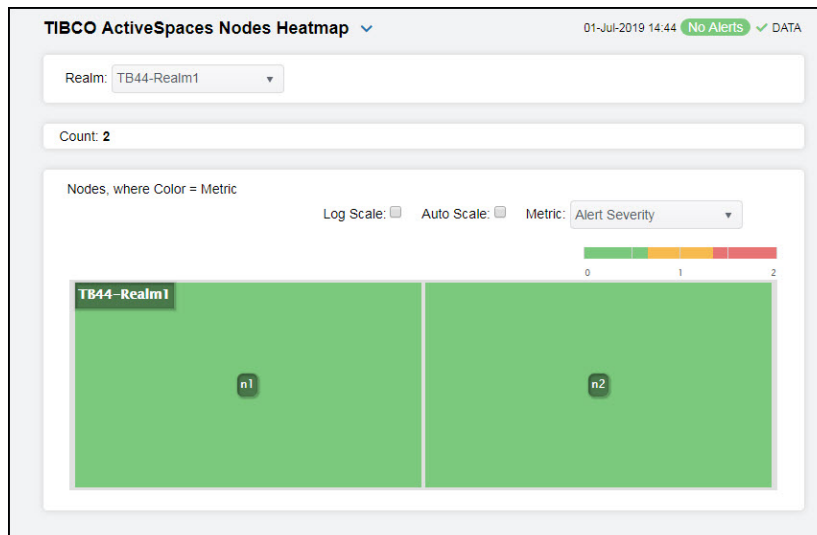 TIBCO ActiveSpaces Nodes Heatmap
01-Jul-2019 14:44 No Alerts DATA
Realm: TB44-Realm1
Count: 2
Nodes, where Color = Metric
Log Scale: Auto Scale: Metric: Alert Severity
0 1 2
TB44-Realm1
n1 n2